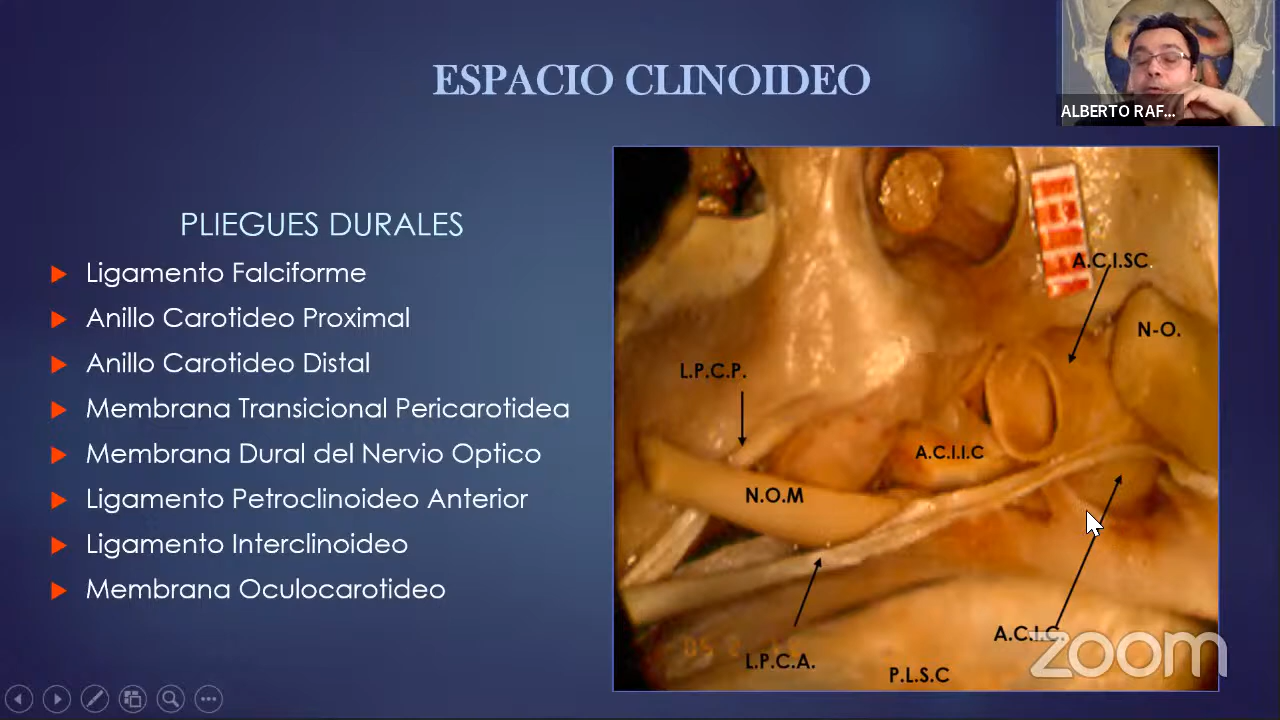 ESPACIO CLINOIDEO
ALBERTO RAF...
PLIEGUES DURALES
Ligamento Falciforme
Anillo Carotideo Proximal
Anillo Carotideo Distal
Membrana Transicional Pericarotidea
Membrana Dural del Nervio Optico
Ligamento Petroclinoideo Anterior
Ligamento Interclinoideo
Membrana Oculocarotideo
A.C.I.SC.
N-O.
L.P.C.P.
A.C.I.I.C
N.O.M
A.C.I.C.
L.P.C.A.
P.L.S.C
zoom